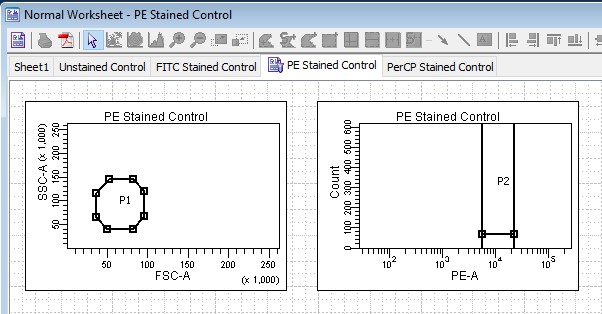 Normal Worksheet - PE Stained Control
Sheet1 Unstained Control FITC Stained Control PE Stained Control PerCP Stained Control
PE Stained Control
SSC-A (x 1,000)
50 100 150 200 250
P1
50 100 150 200 250
FSC-A
(x 1,000)
PE Stained Control
Count
0 100 200 300 400 500 600
P2
10^2 10^3 10^4 10^5
PE-A